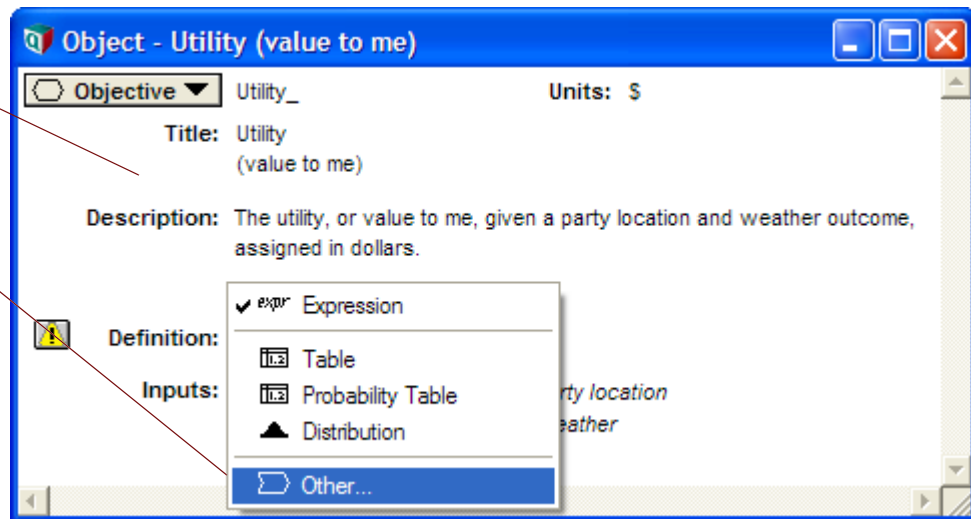 Object - Utility (value to me)
Objective Utility_ Units: $
Title: Utility
(value to me)
Description: The utility, or value to me, given a party location and weather outcome,
assigned in dollars.
expr Expression
Definition:
Table
Inputs: Probability Table rty location
Distribution eather
Other...